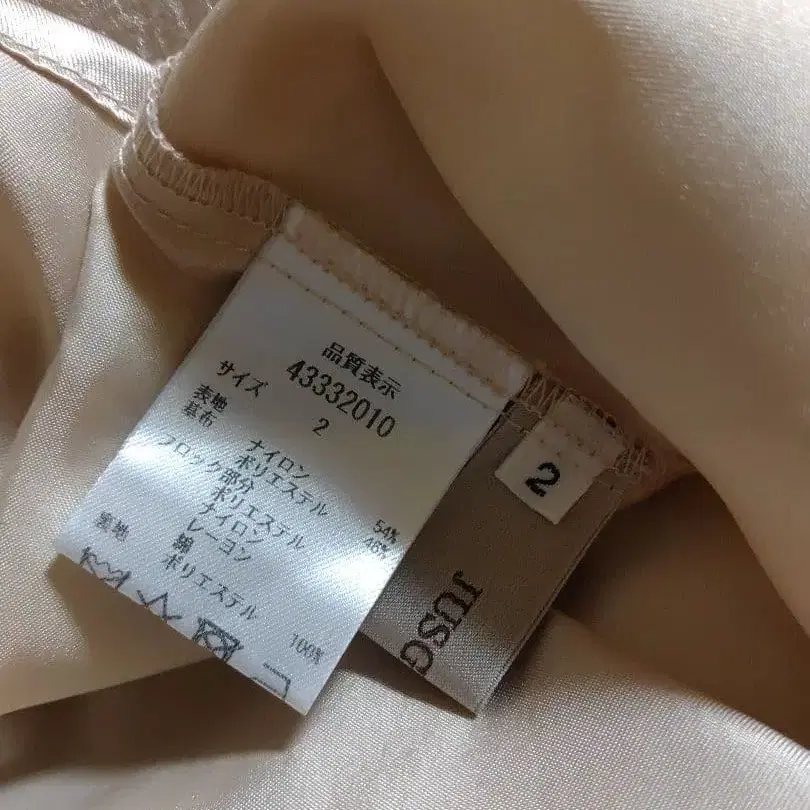 品質表示
43332010
サイズ 2
表地
基布 ナイロン 54%
ポリエステル 46%
フロック部分
ポリエステル
ナイロン
レーヨン
綿
裏地 ポリエステル 100%
2
JUSG